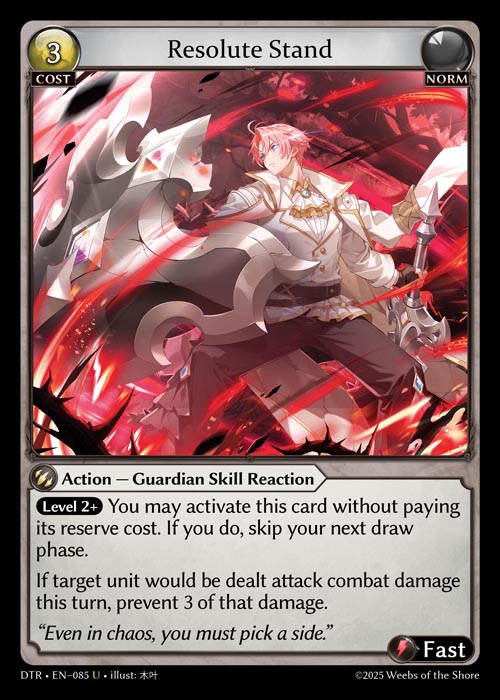 3
Resolute Stand
COST
NORM
Action — Guardian Skill Reaction
Level 2+ You may activate this card without paying
its reserve cost. If you do, skip your next draw
phase.
If target unit would be dealt attack combat damage
this turn, prevent 3 of that damage.
“Even in chaos, you must pick a side.”
Fast
DTR • EN–085 U • illust: 木叶
©2025 Weebs of the Shore